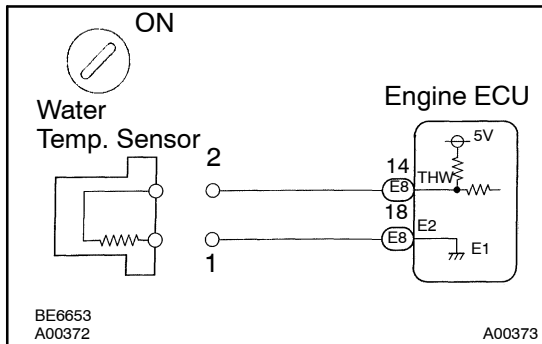 ON
Water
Temp. Sensor
2
1
Engine ECU
5V
14
E8
THW
18
E8
E2
E1
BE6653
A00372
A00373